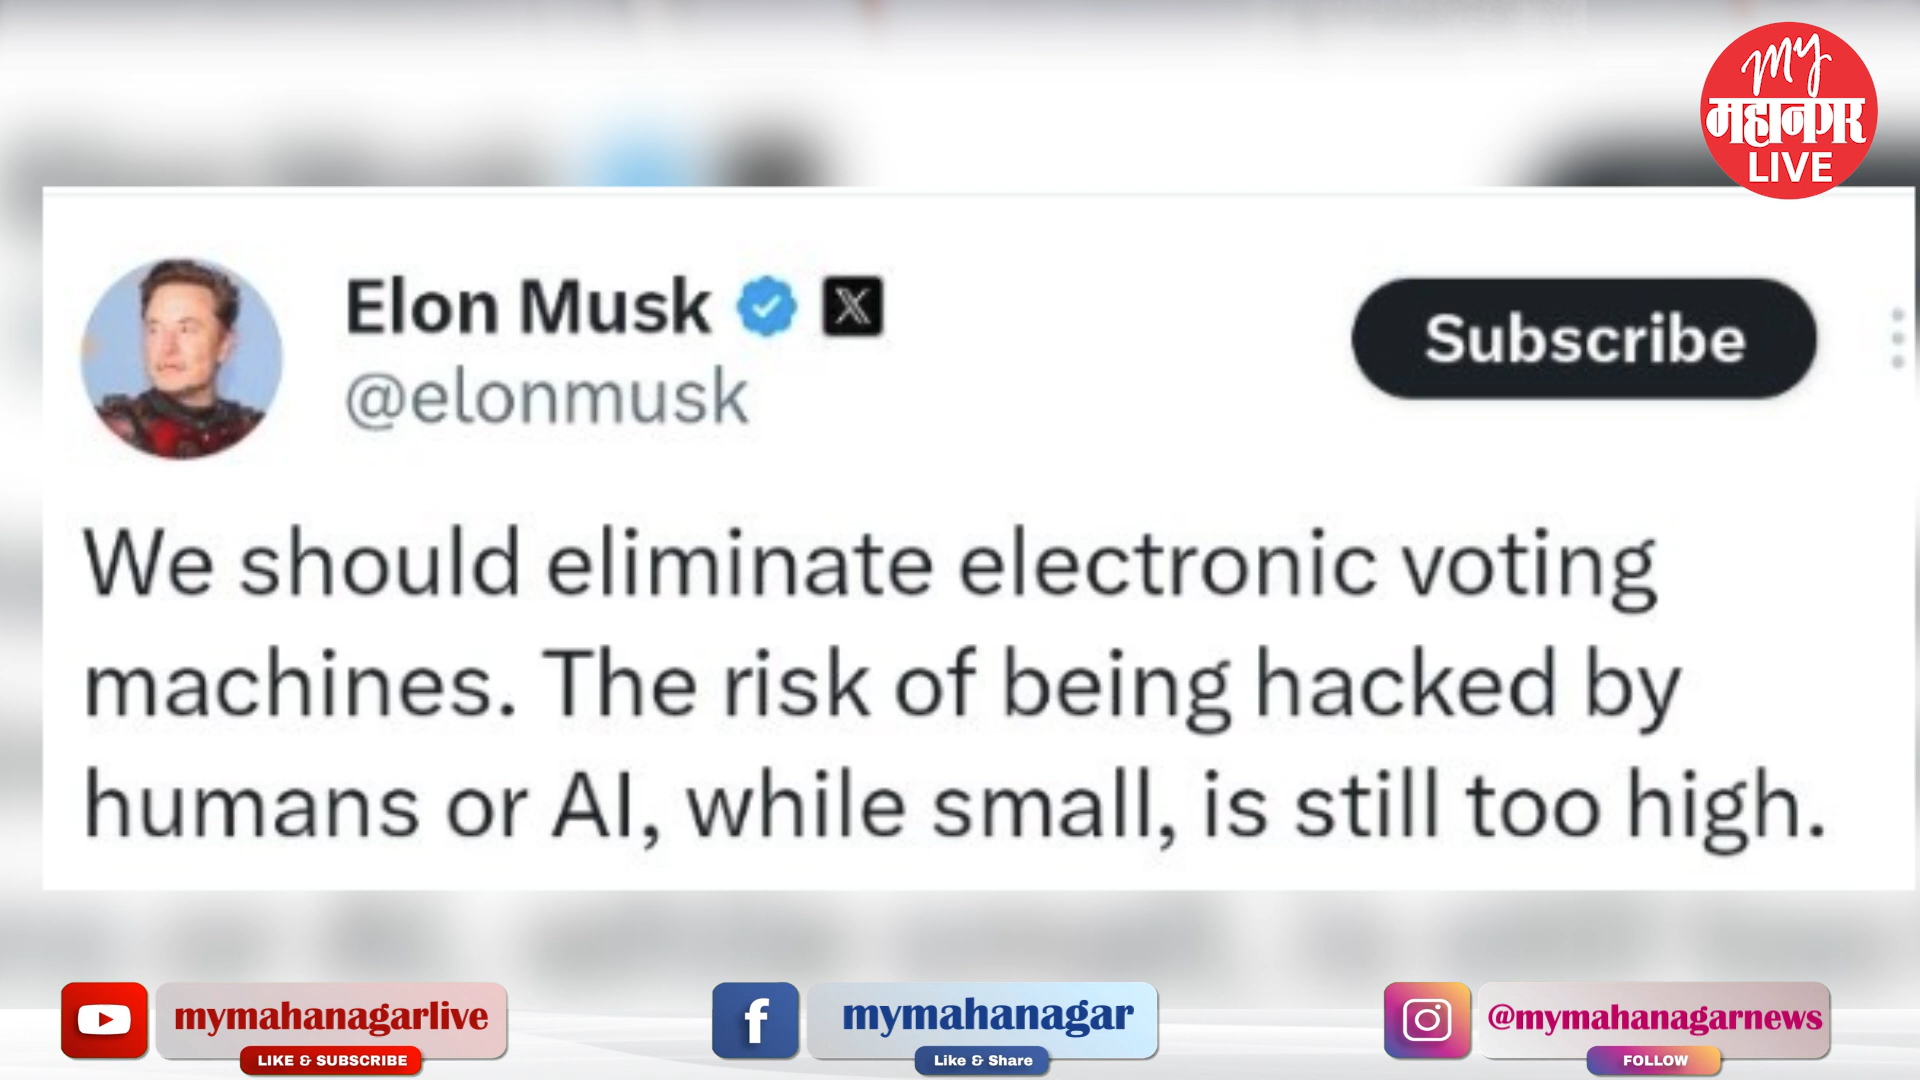 my
महानगर
LIVE
Elon Musk
@elonmusk
Subscribe
We should eliminate electronic voting
machines. The risk of being hacked by
humans or AI, while small, is still too high.
mymahanagarlive
LIKE & SUBSCRIBE
mymahanagar
Like & Share
@mymahanagarnews
FOLLOW